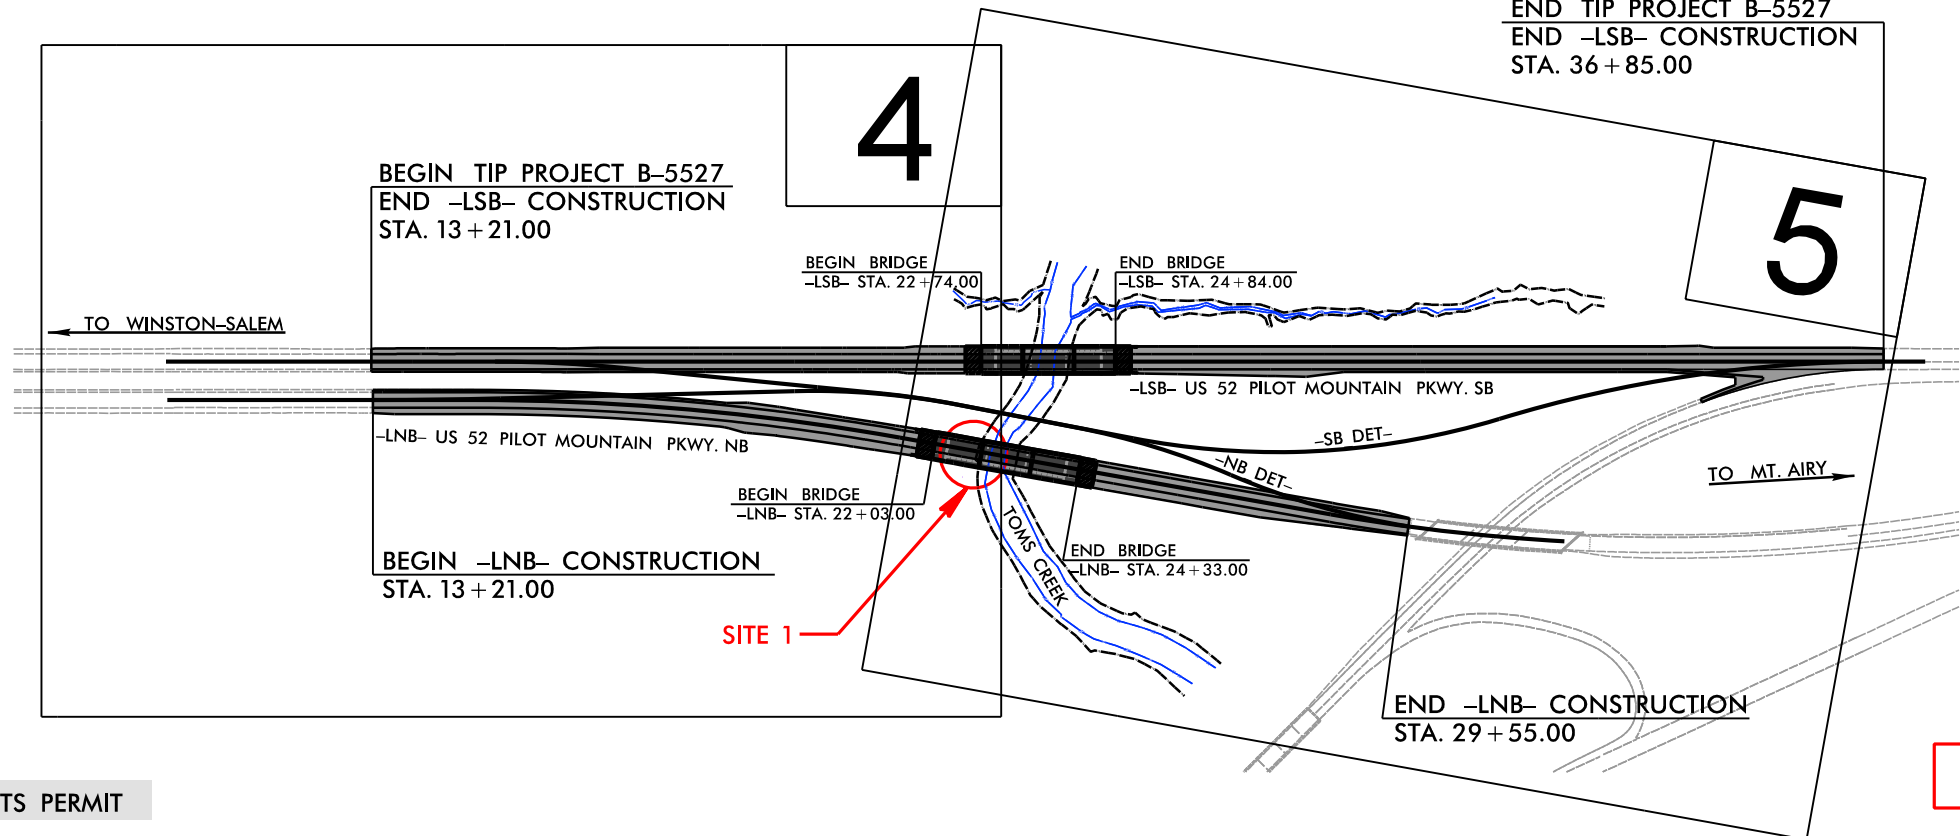 END TIP PROJECT B–5527
END –LSB– CONSTRUCTION
STA. 36+85.00
4
5
BEGIN TIP PROJECT B–5527
END –LSB– CONSTRUCTION
STA. 13+21.00
BEGIN BRIDGE
–LSB– STA. 22+74.00
END BRIDGE
–LSB– STA. 24+84.00
TO WINSTON–SALEM
–LSB– US 52 PILOT MOUNTAIN PKWY. SB
–LNB– US 52 PILOT MOUNTAIN PKWY. NB
–SB DET–
–NB DET–
TO MT. AIRY
BEGIN BRIDGE
–LNB– STA. 22+03.00
TOMS CREEK
END BRIDGE
–LNB– STA. 24+33.00
BEGIN –LNB– CONSTRUCTION
STA. 13+21.00
SITE 1
END –LNB– CONSTRUCTION
STA. 29+55.00
TS PERMIT